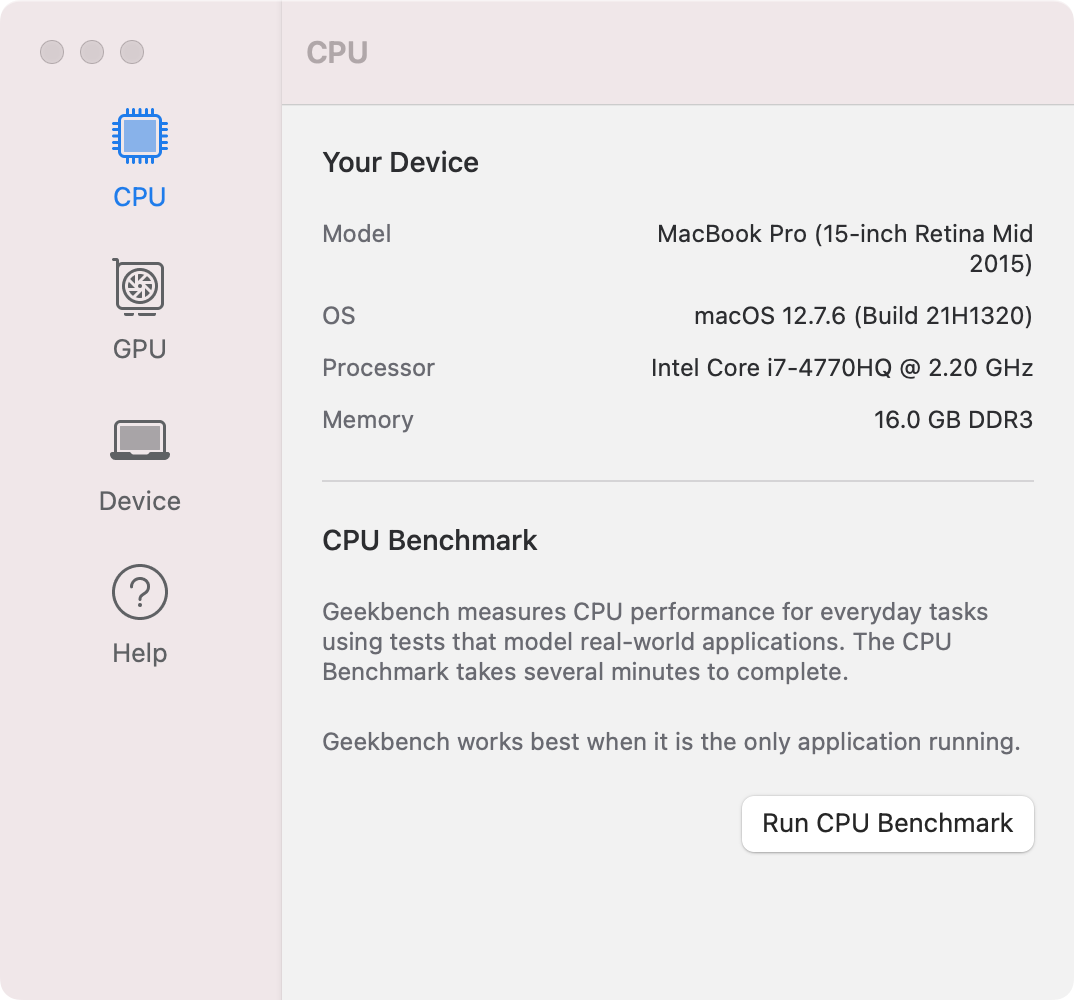 CPU
CPU
GPU
Device
Help
Your Device
Model MacBook Pro (15-inch Retina Mid
2015)
OS macOS 12.7.6 (Build 21H1320)
Processor Intel Core i7-4770HQ @ 2.20 GHz
Memory 16.0 GB DDR3
CPU Benchmark
Geekbench measures CPU performance for everyday tasks
using tests that model real-world applications. The CPU
Benchmark takes several minutes to complete.
Geekbench works best when it is the only application running.
Run CPU Benchmark